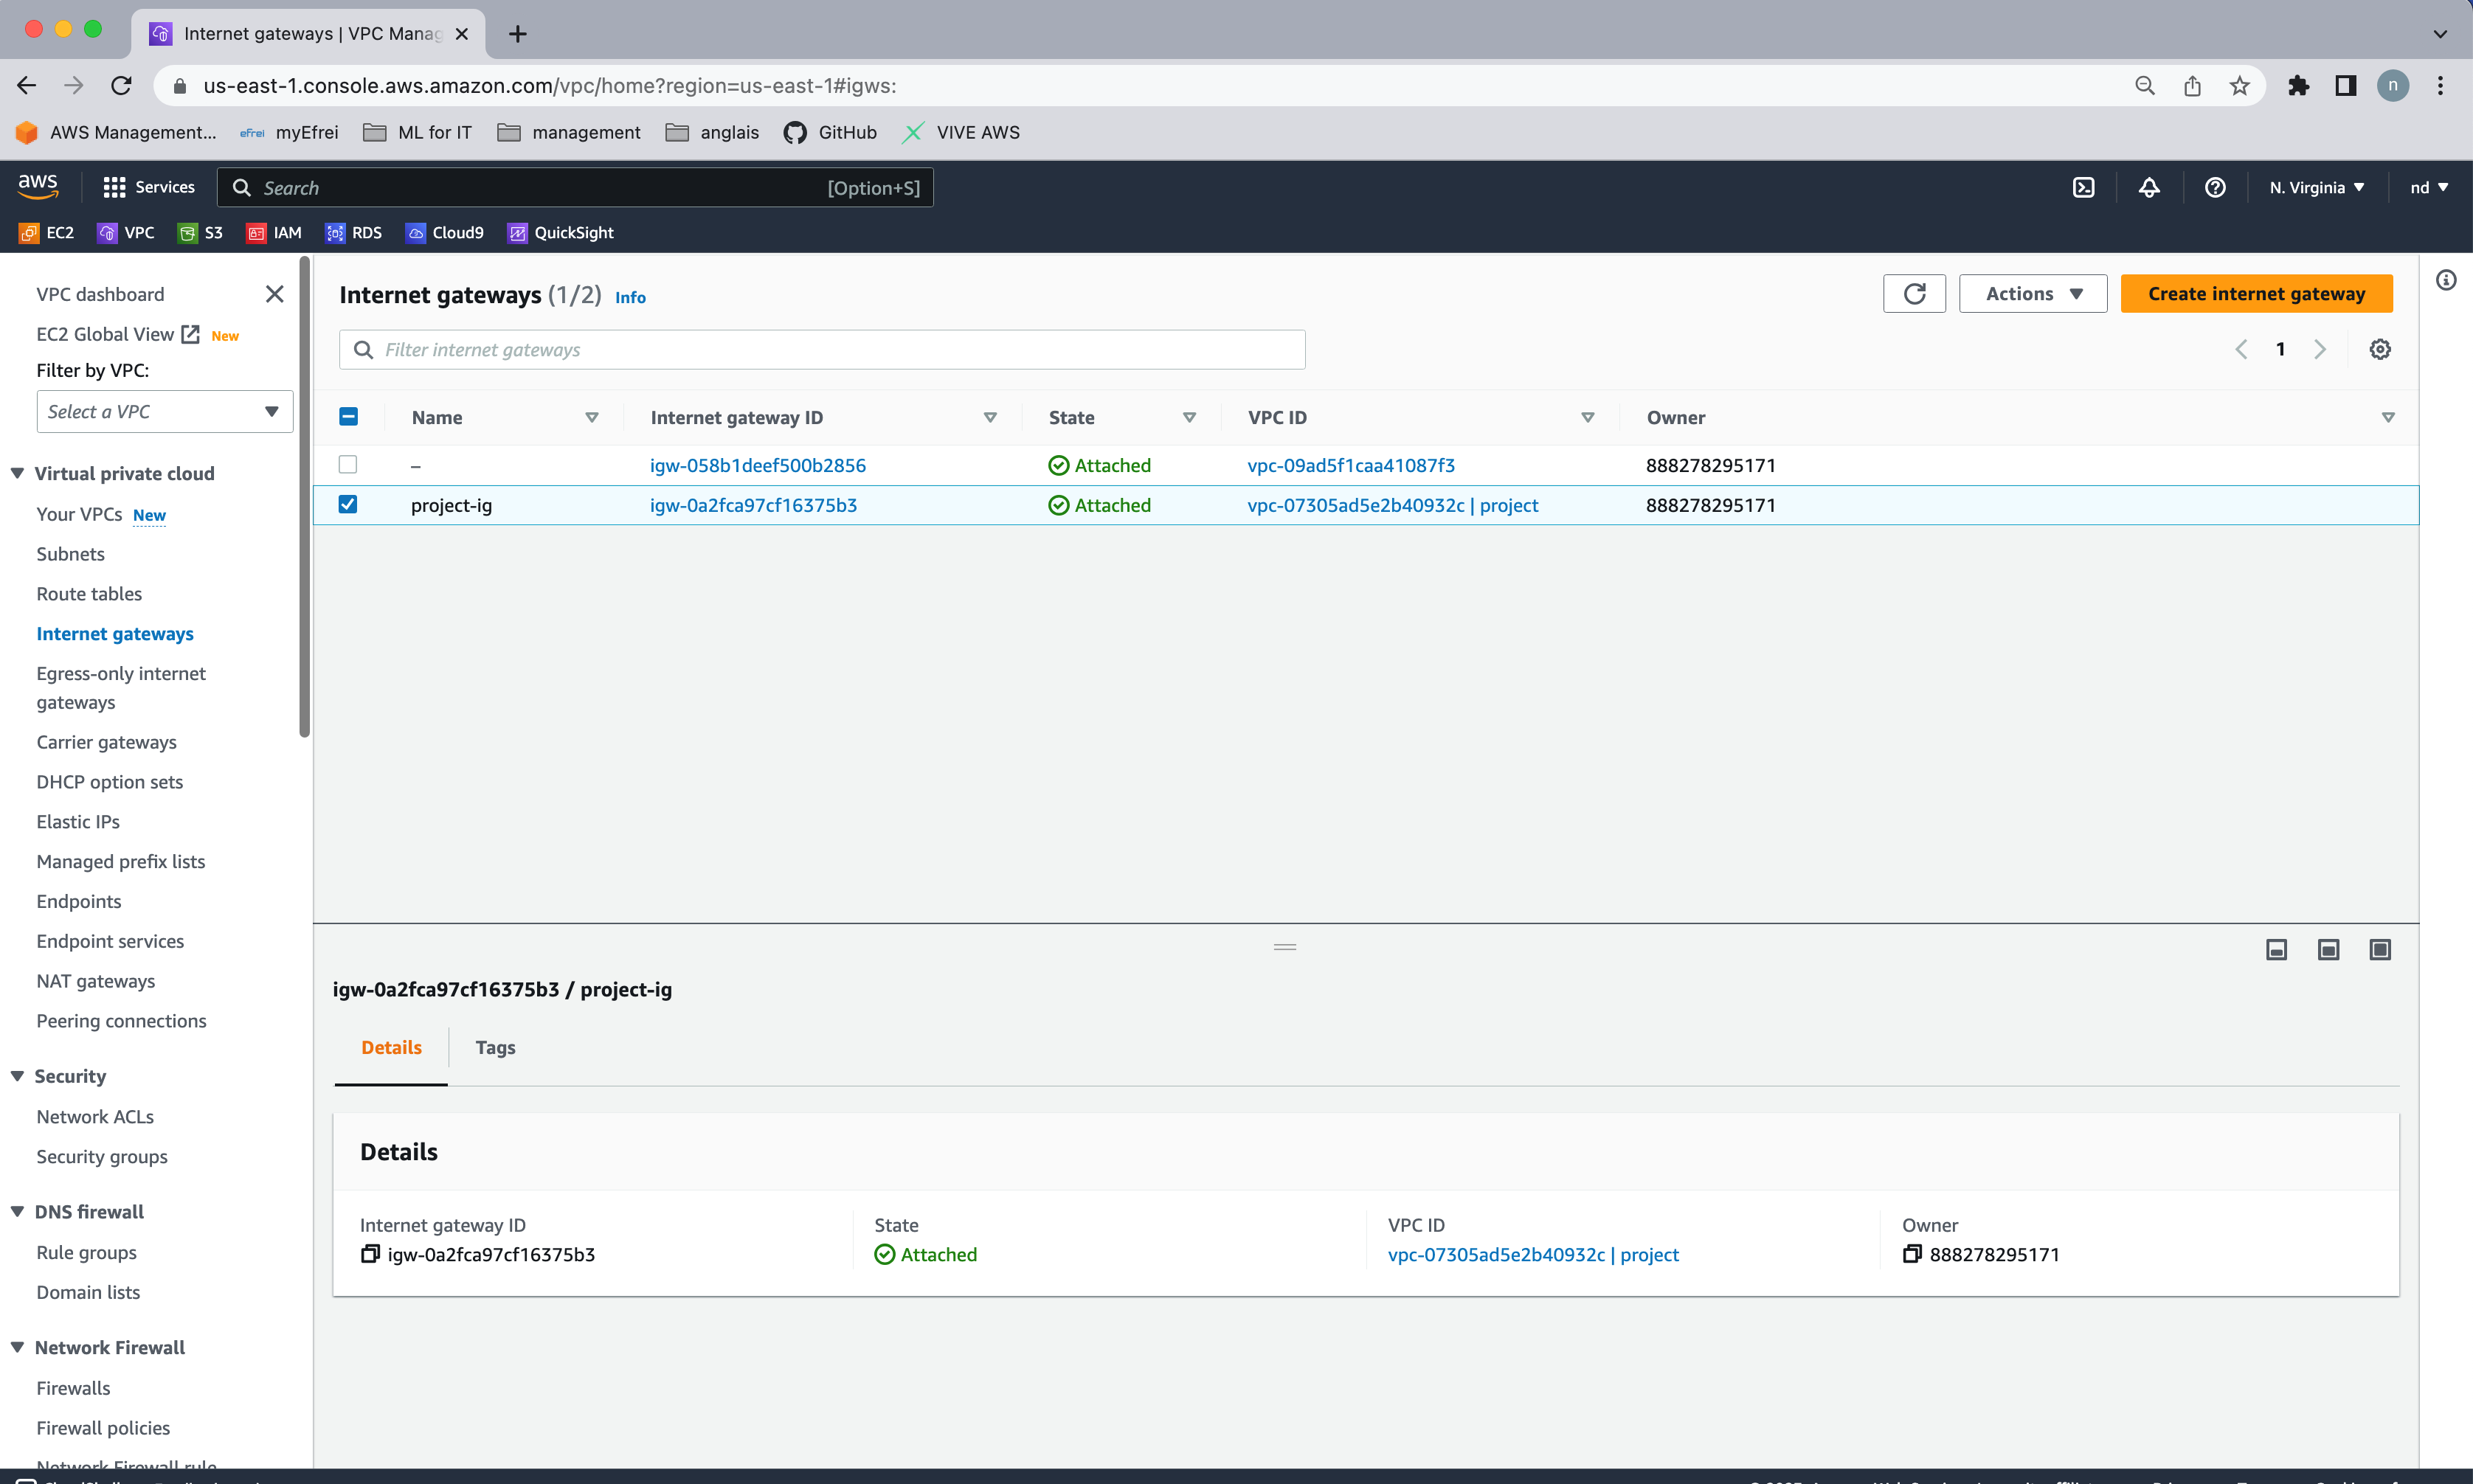 Internet gateways | VPC Manag
us-east-1.console.aws.amazon.com/vpc/home?region=us-east-1#igws:
n
AWS Management...
efrei myEfrei
ML for IT
management
anglais
GitHub
VIVE AWS
aws
Services
Search
[Option+S]
N. Virginia
nd
EC2
VPC
S3
IAM
RDS
Cloud9
QuickSight
VPC dashboard
EC2 Global View New
Filter by VPC:
Select a VPC
Virtual private cloud
Your VPCs New
Subnets
Route tables
Internet gateways
Egress-only internet
gateways
Carrier gateways
DHCP option sets
Elastic IPs
Managed prefix lists
Endpoints
Endpoint services
NAT gateways
Peering connections
Security
Network ACLs
Security groups
DNS firewall
Rule groups
Domain lists
Network Firewall
Firewalls
Firewall policies
Network Firewall rule
Internet gateways (1/2) Info
Actions
Create internet gateway
Filter internet gateways
1
Name Internet gateway ID State VPC ID Owner
– igw-058b1deef500b2856 Attached vpc-09ad5f1caa41087f3 888278295171
project-ig igw-0a2fca97cf16375b3 Attached vpc-07305ad5e2b40932c | project 888278295171
igw-0a2fca97cf16375b3 / project-ig
Details Tags
Details
Internet gateway ID State VPC ID Owner
igw-0a2fca97cf16375b3 Attached vpc-07305ad5e2b40932c | project 888278295171